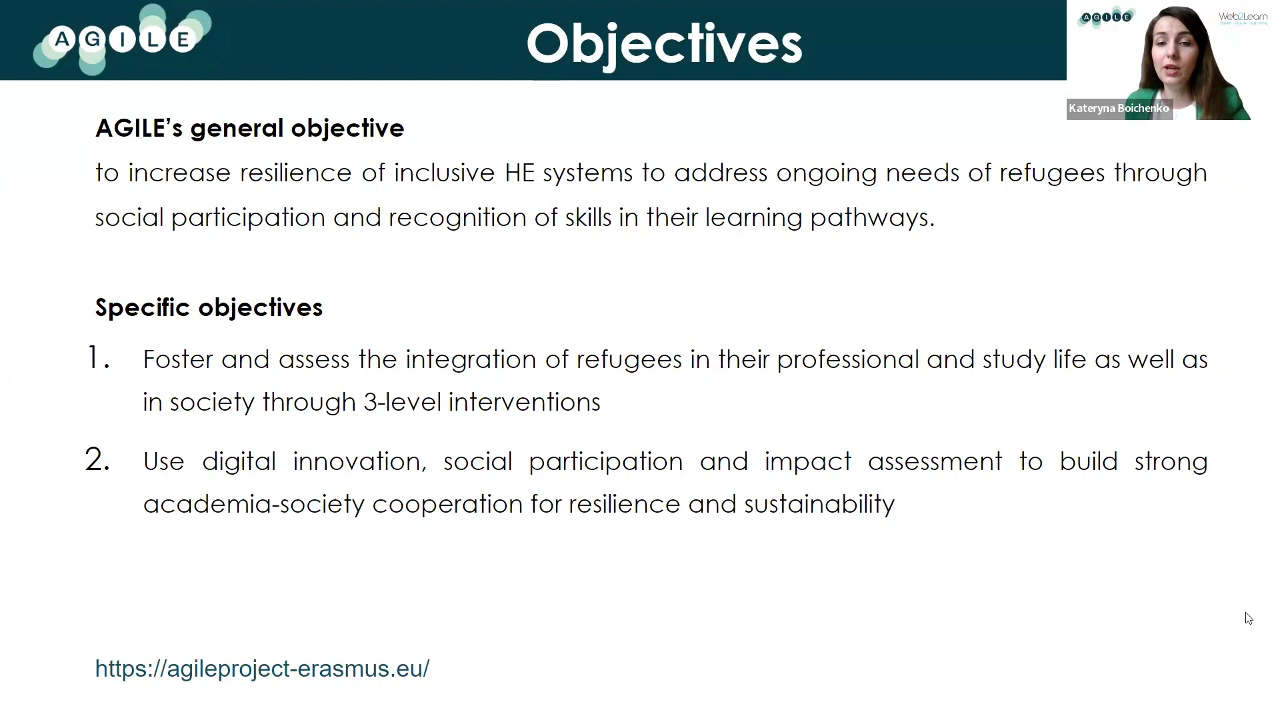 AGILE
Objectives
AGILE
Web2Learn
Kateryna Boichenko
AGILE's general objective
to increase resilience of inclusive HE systems to address ongoing needs of refugees through
social participation and recognition of skills in their learning pathways.
Specific objectives
1. Foster and assess the integration of refugees in their professional and study life as well as
in society through 3-level interventions
2. Use digital innovation, social participation and impact assessment to build strong
academia-society cooperation for resilience and sustainability
https://agileproject-erasmus.eu/